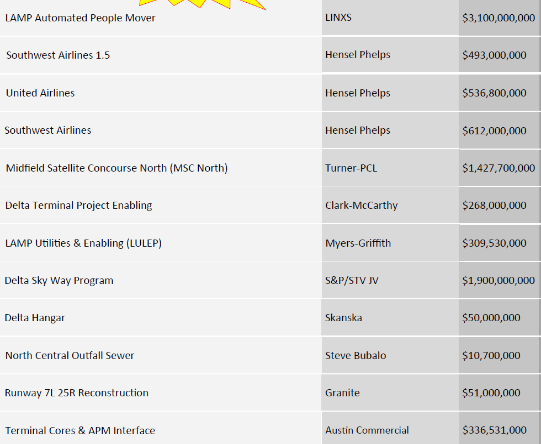 LAMP Automated People Mover LINXS $3,100,000,000
Southwest Airlines 1.5 Hensel Phelps $493,000,000
United Airlines Hensel Phelps $536,800,000
Southwest Airlines Hensel Phelps $612,000,000
Midfield Satellite Concourse North (MSC North) Turner-PCL $1,427,700,000
Delta Terminal Project Enabling Clark-McCarthy $268,000,000
LAMP Utilities & Enabling (LULEP) Myers-Griffith $309,530,000
Delta Sky Way Program S&P/STV JV $1,900,000,000
Delta Hangar Skanska $50,000,000
North Central Outfall Sewer Steve Bubalo $10,700,000
Runway 7L 25R Reconstruction Granite $51,000,000
Terminal Cores & APM Interface Austin Commercial $336,531,000